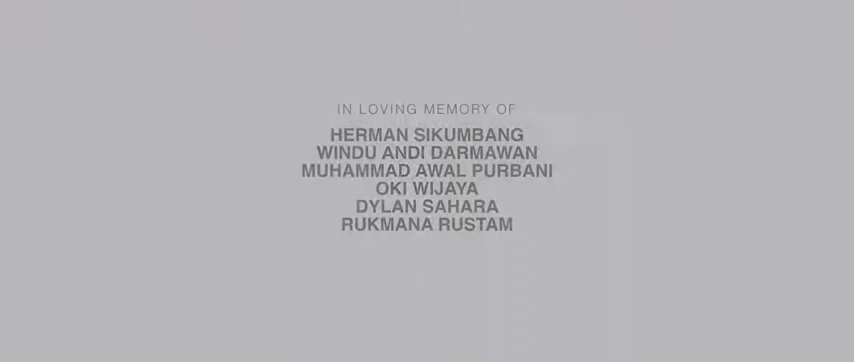 IN LOVING MEMORY OF
HERMAN SIKUMBANG
WINDU ANDI DARMAWAN
MUHAMMAD AWAL PURBANI
OKI WIJAYA
DYLAN SAHARA
RUKMANA RUSTAM